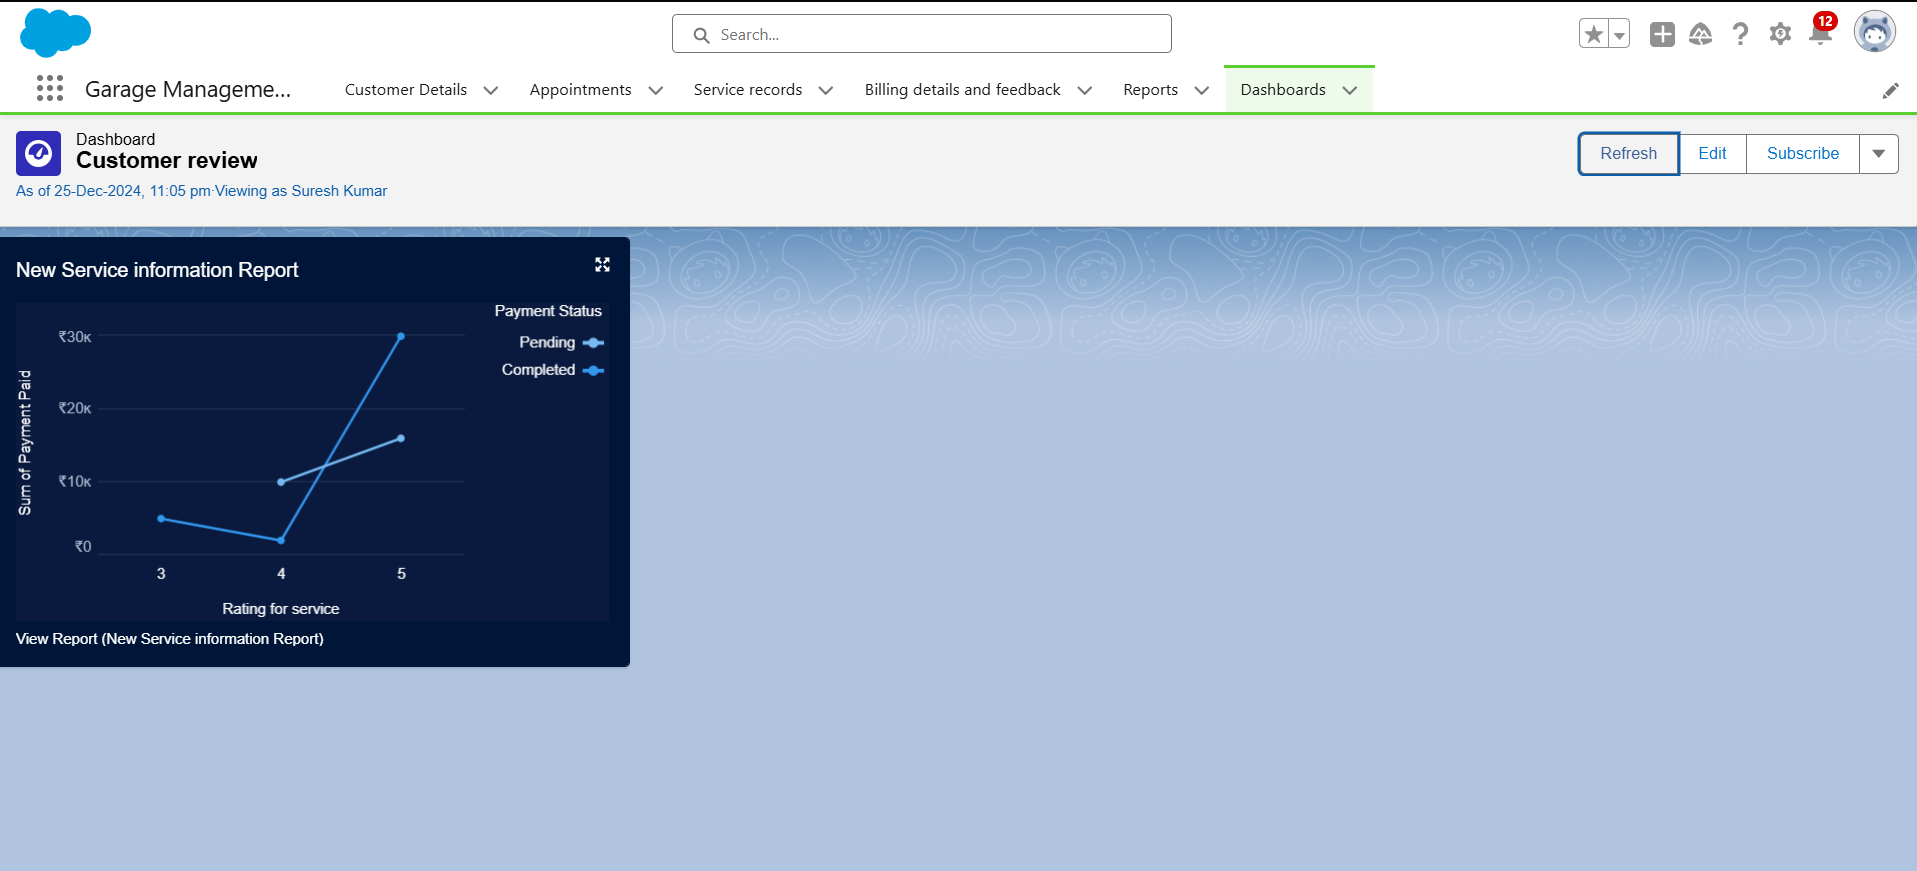 Search...
12
Garage Manageme...
Customer Details
Appointments
Service records
Billing details and feedback
Reports
Dashboards
Dashboard
Customer review
As of 25-Dec-2024, 11:05 pm·Viewing as Suresh Kumar
Refresh
Edit
Subscribe
New Service information Report
Payment Status
Pending
Completed
Sum of Payment Paid
₹30K
₹20K
₹10K
₹0
3
4
5
Rating for service
View Report (New Service information Report)